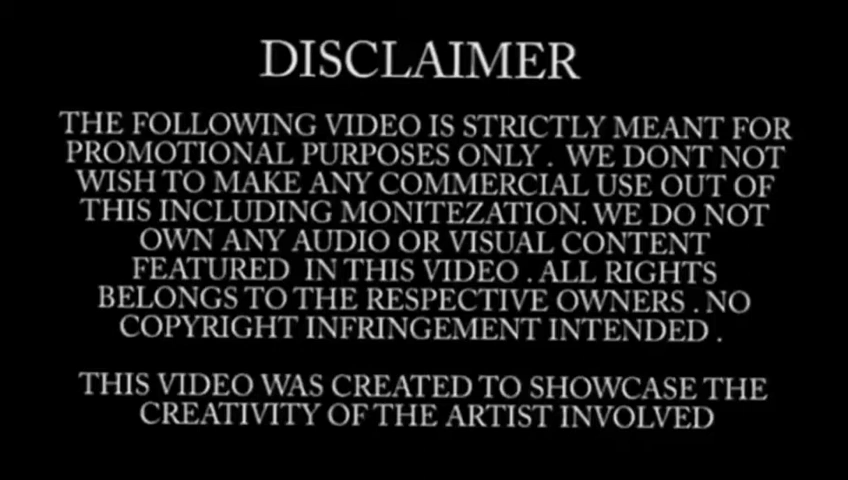 DISCLAIMER
THE FOLLOWING VIDEO IS STRICTLY MEANT FOR
PROMOTIONAL PURPOSES ONLY . WE DONT NOT
WISH TO MAKE ANY COMMERCIAL USE OUT OF
THIS INCLUDING MONITEZATION. WE DO NOT
OWN ANY AUDIO OR VISUAL CONTENT
FEATURED IN THIS VIDEO . ALL RIGHTS
BELONGS TO THE RESPECTIVE OWNERS . NO
COPYRIGHT INFRINGEMENT INTENDED .
THIS VIDEO WAS CREATED TO SHOWCASE THE
CREATIVITY OF THE ARTIST INVOLVED